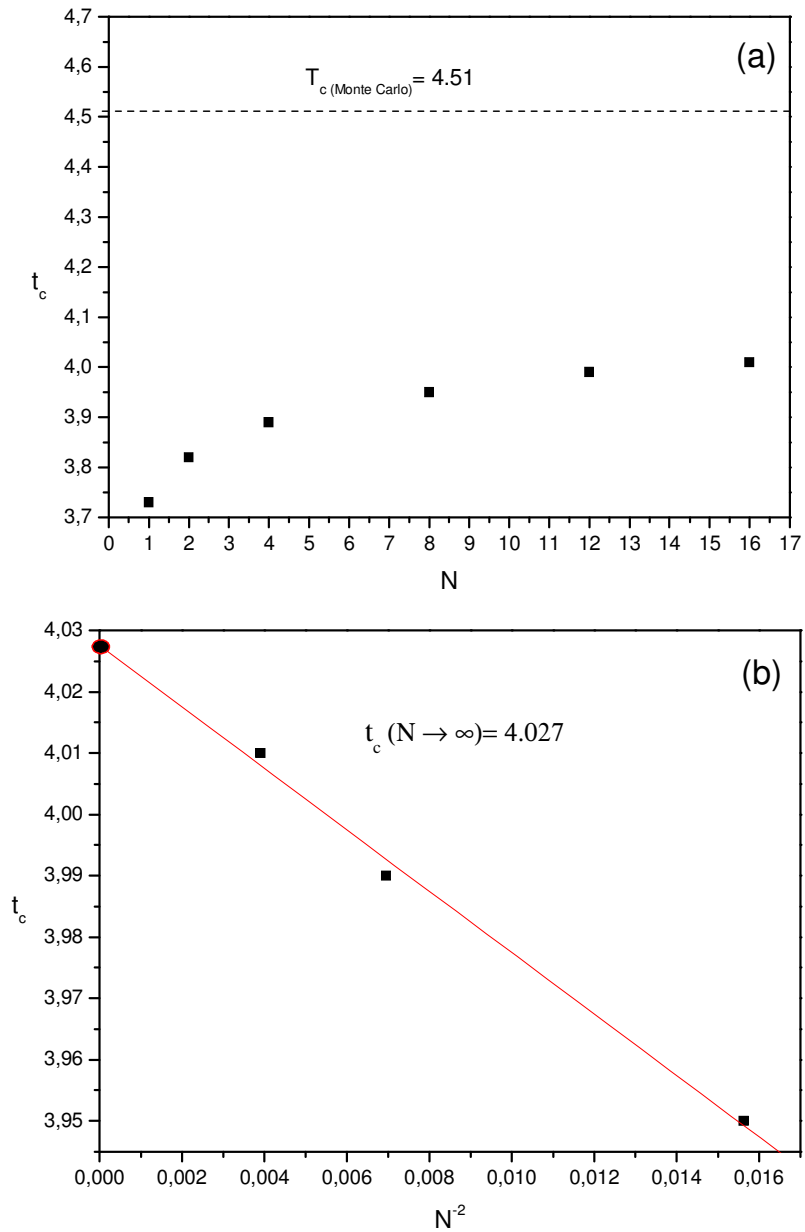 (a)
T c (Monte Carlo) = 4.51
4,7
4,6
4,5
4,4
4,3
4,2
4,1
4,0
3,9
3,8
3,7
t c
0 1 2 3 4 5 6 7 8 9 10 11 12 13 14 15 16 17
N
(b)
t c (N → ∞)= 4.027
4,03
4,02
4,01
4,00
3,99
3,98
3,97
3,96
3,95
t c
0,000 0,002 0,004 0,006 0,008 0,010 0,012 0,014 0,016
N -2